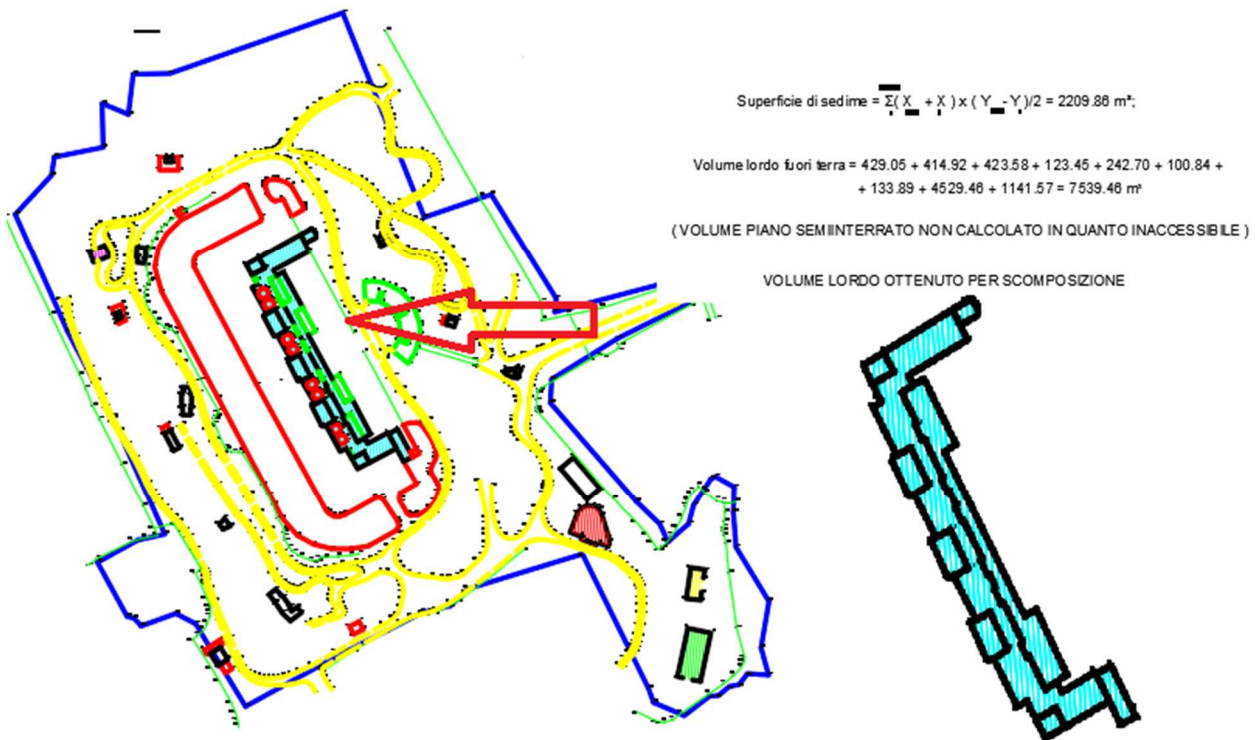 Superficie di sedime = Σ( X + X ) x ( Y - Y )/2 = 2209.86 m²;
Volume lordo fuori terra = 429.05 + 414.92 + 423.58 + 123.45 + 242.70 + 100.84 +
+ 133.89 + 4529.46 + 1141.57 = 7539.46 m³
( VOLUME PIANO SEMIINTERRATO NON CALCOLATO IN QUANTO INACCESSIBILE )
VOLUME LORDO OTTENUTO PER SCOMPOSIZIONE